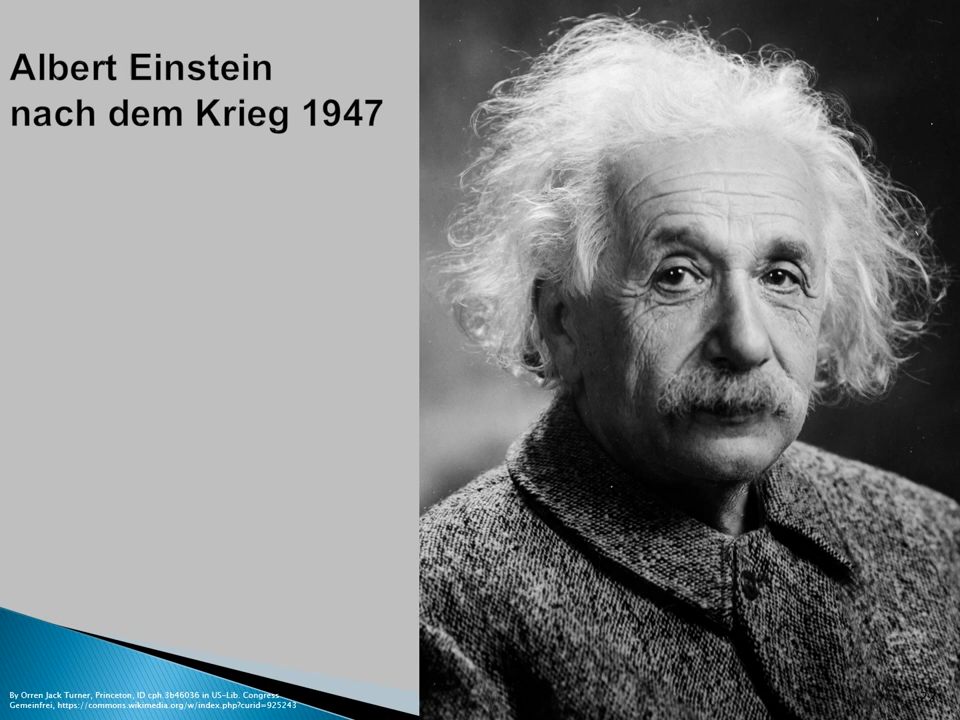 Albert Einstein
nach dem Krieg 1947
By Orren Jack Turner, Princeton, ID cph.3b46036 in US-Lib. Congress
Gemeinfrei, https://commons.wikimedia.org/w/index.php?curid=925243